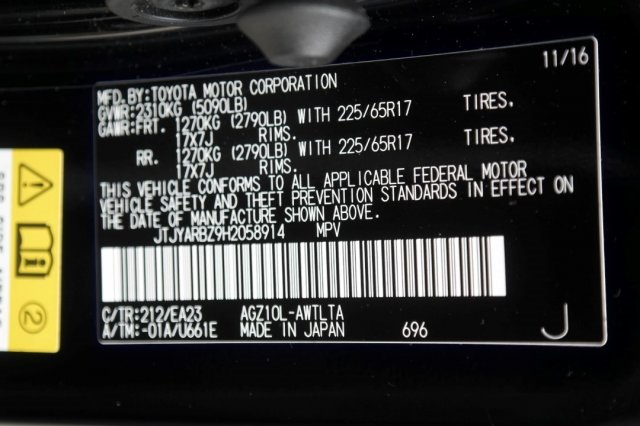 11/16
MFD.BY:TOYOTA MOTOR CORPORATION
GVWR:2310KG (5090LB)
GAWR:FRT. 1270KG (2790LB) WITH 225/65R17 TIRES,
17X7J RIMS.
RR. 1270KG (2790LB) WITH 225/65R17 TIRES,
17X7J RIMS.
THIS VEHICLE CONFORMS TO ALL APPLICABLE FEDERAL MOTOR
VEHICLE SAFETY AND THEFT PREVENTION STANDARDS IN EFFECT ON
THE DATE OF MANUFACTURE SHOWN ABOVE.
JTJYARBZ9H2058914 MPV
C/TR:212/EA23 AGZ10L-AWTLTA
A/TM:-01A/U661E MADE IN JAPAN 696 J
2